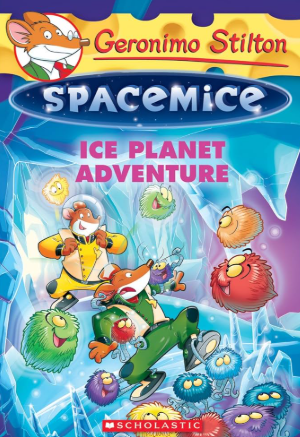 Geronimo Stilton
SPACEMICE
ICE PLANET
ADVENTURE
SCHOLASTIC